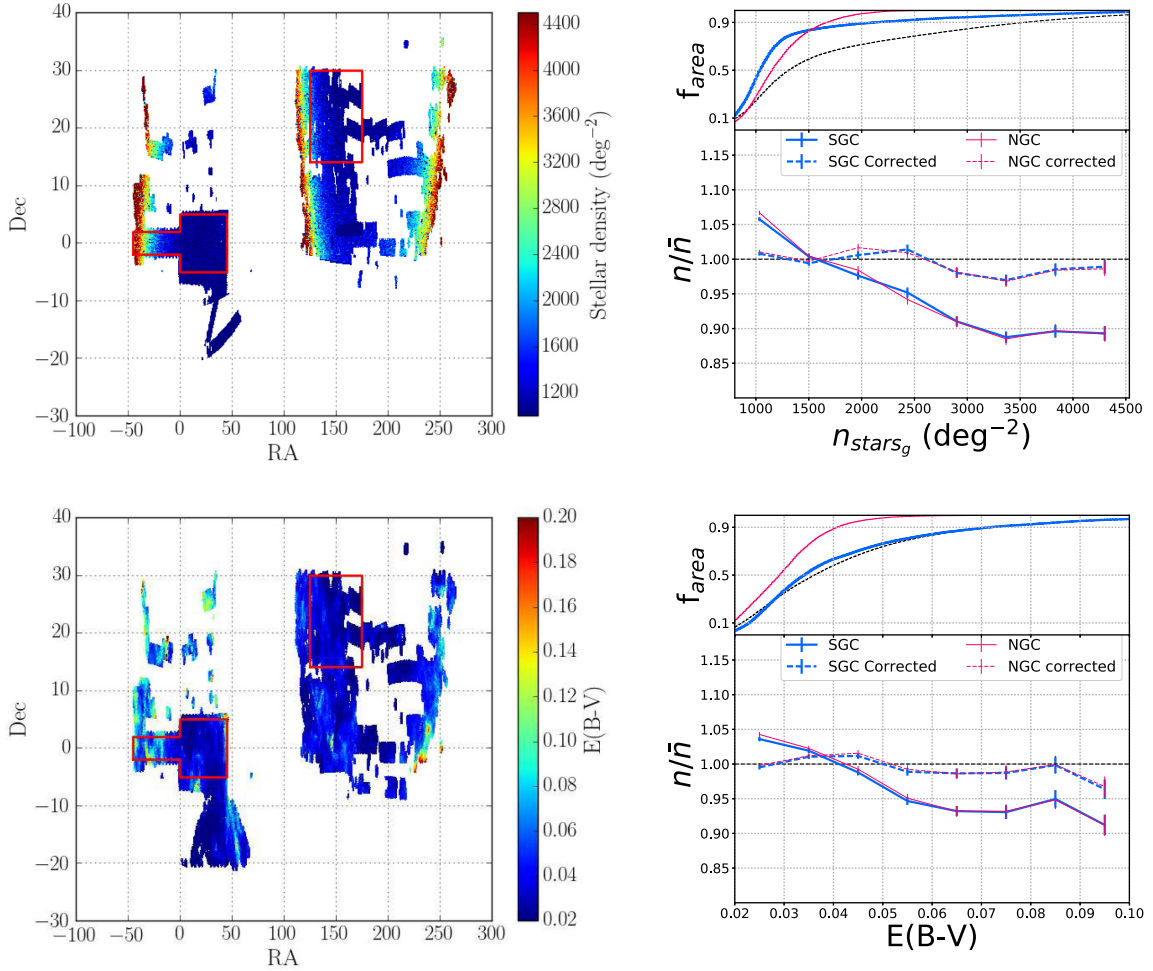 40
30
20
10
0
−10
−20
−30
Dec
−100 −50 0 50 100 150 200 250 300
RA
4400
4000
3600
3200
2800
2400
2000
1600
1200
Stellar density (deg⁻²)
0.9
0.5
0.1
f_area
SGC
SGC Corrected
NGC
NGC corrected
1.15
1.10
1.05
1.00
0.95
0.90
0.85
n/n̄
1000 1500 2000 2500 3000 3500 4000 4500
n_stars_g (deg⁻²)
40
30
20
10
0
−10
−20
−30
Dec
−100 −50 0 50 100 150 200 250 300
RA
0.20
0.18
0.16
0.14
0.12
0.10
0.08
0.06
0.04
0.02
E(B-V)
0.9
0.5
0.1
f_area
SGC
SGC Corrected
NGC
NGC corrected
1.15
1.10
1.05
1.00
0.95
0.90
0.85
n/n̄
0.02 0.03 0.04 0.05 0.06 0.07 0.08 0.09 0.10
E(B-V)